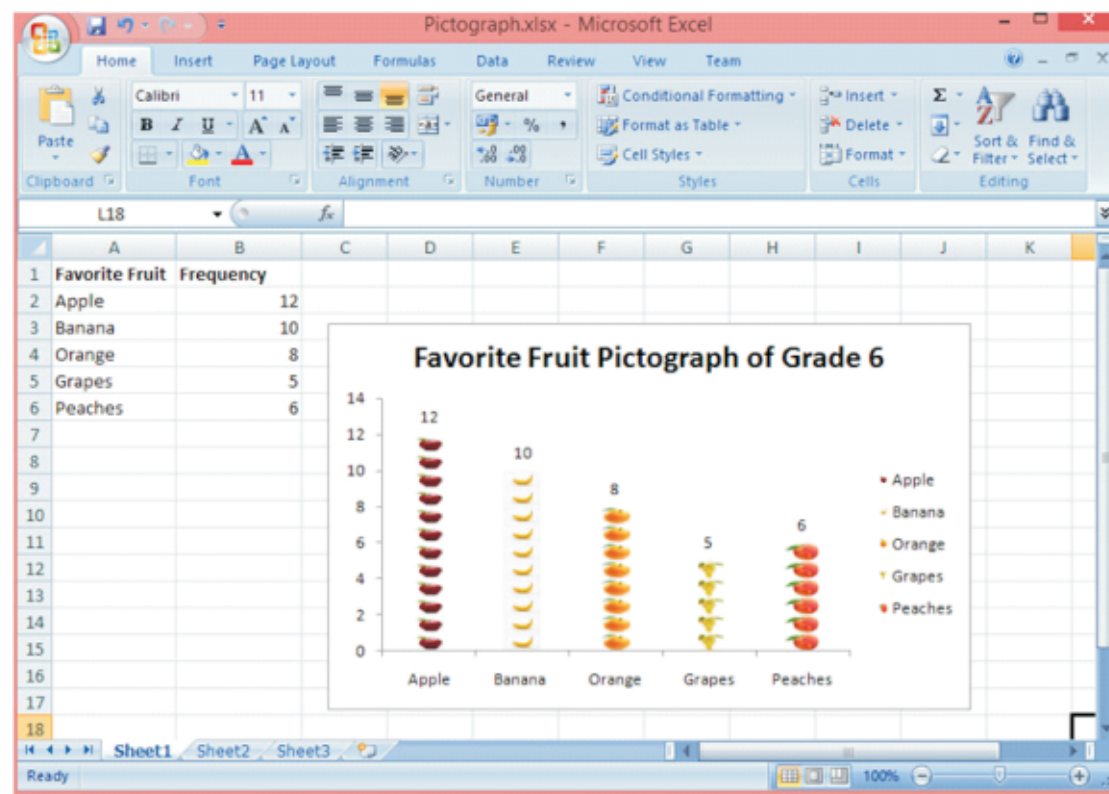 Pictograph.xlsx - Microsoft Excel
Home Insert Page Layout Formulas Data Review View Team
Calibri 11 General Conditional Formatting Insert Σ
Paste B I U A A % , Format as Table Delete Sort & Find &
A .00 .00 Cell Styles Format Filter Select
Clipboard Font Alignment Number Styles Cells Editing
L18 fx
A B C D E F G H I J K
1 Favorite Fruit Frequency
2 Apple 12
3 Banana 10
4 Orange 8
5 Grapes 5
6 Peaches 6
7
8
9
10
11
12
13
14
15
16
17
18
Favorite Fruit Pictograph of Grade 6
14
12
10
8
6
4
2
0
12 10 8 5 6
Apple Banana Orange Grapes Peaches
Apple
Banana
Orange
Grapes
Peaches
Sheet1 Sheet2 Sheet3
Ready 100%